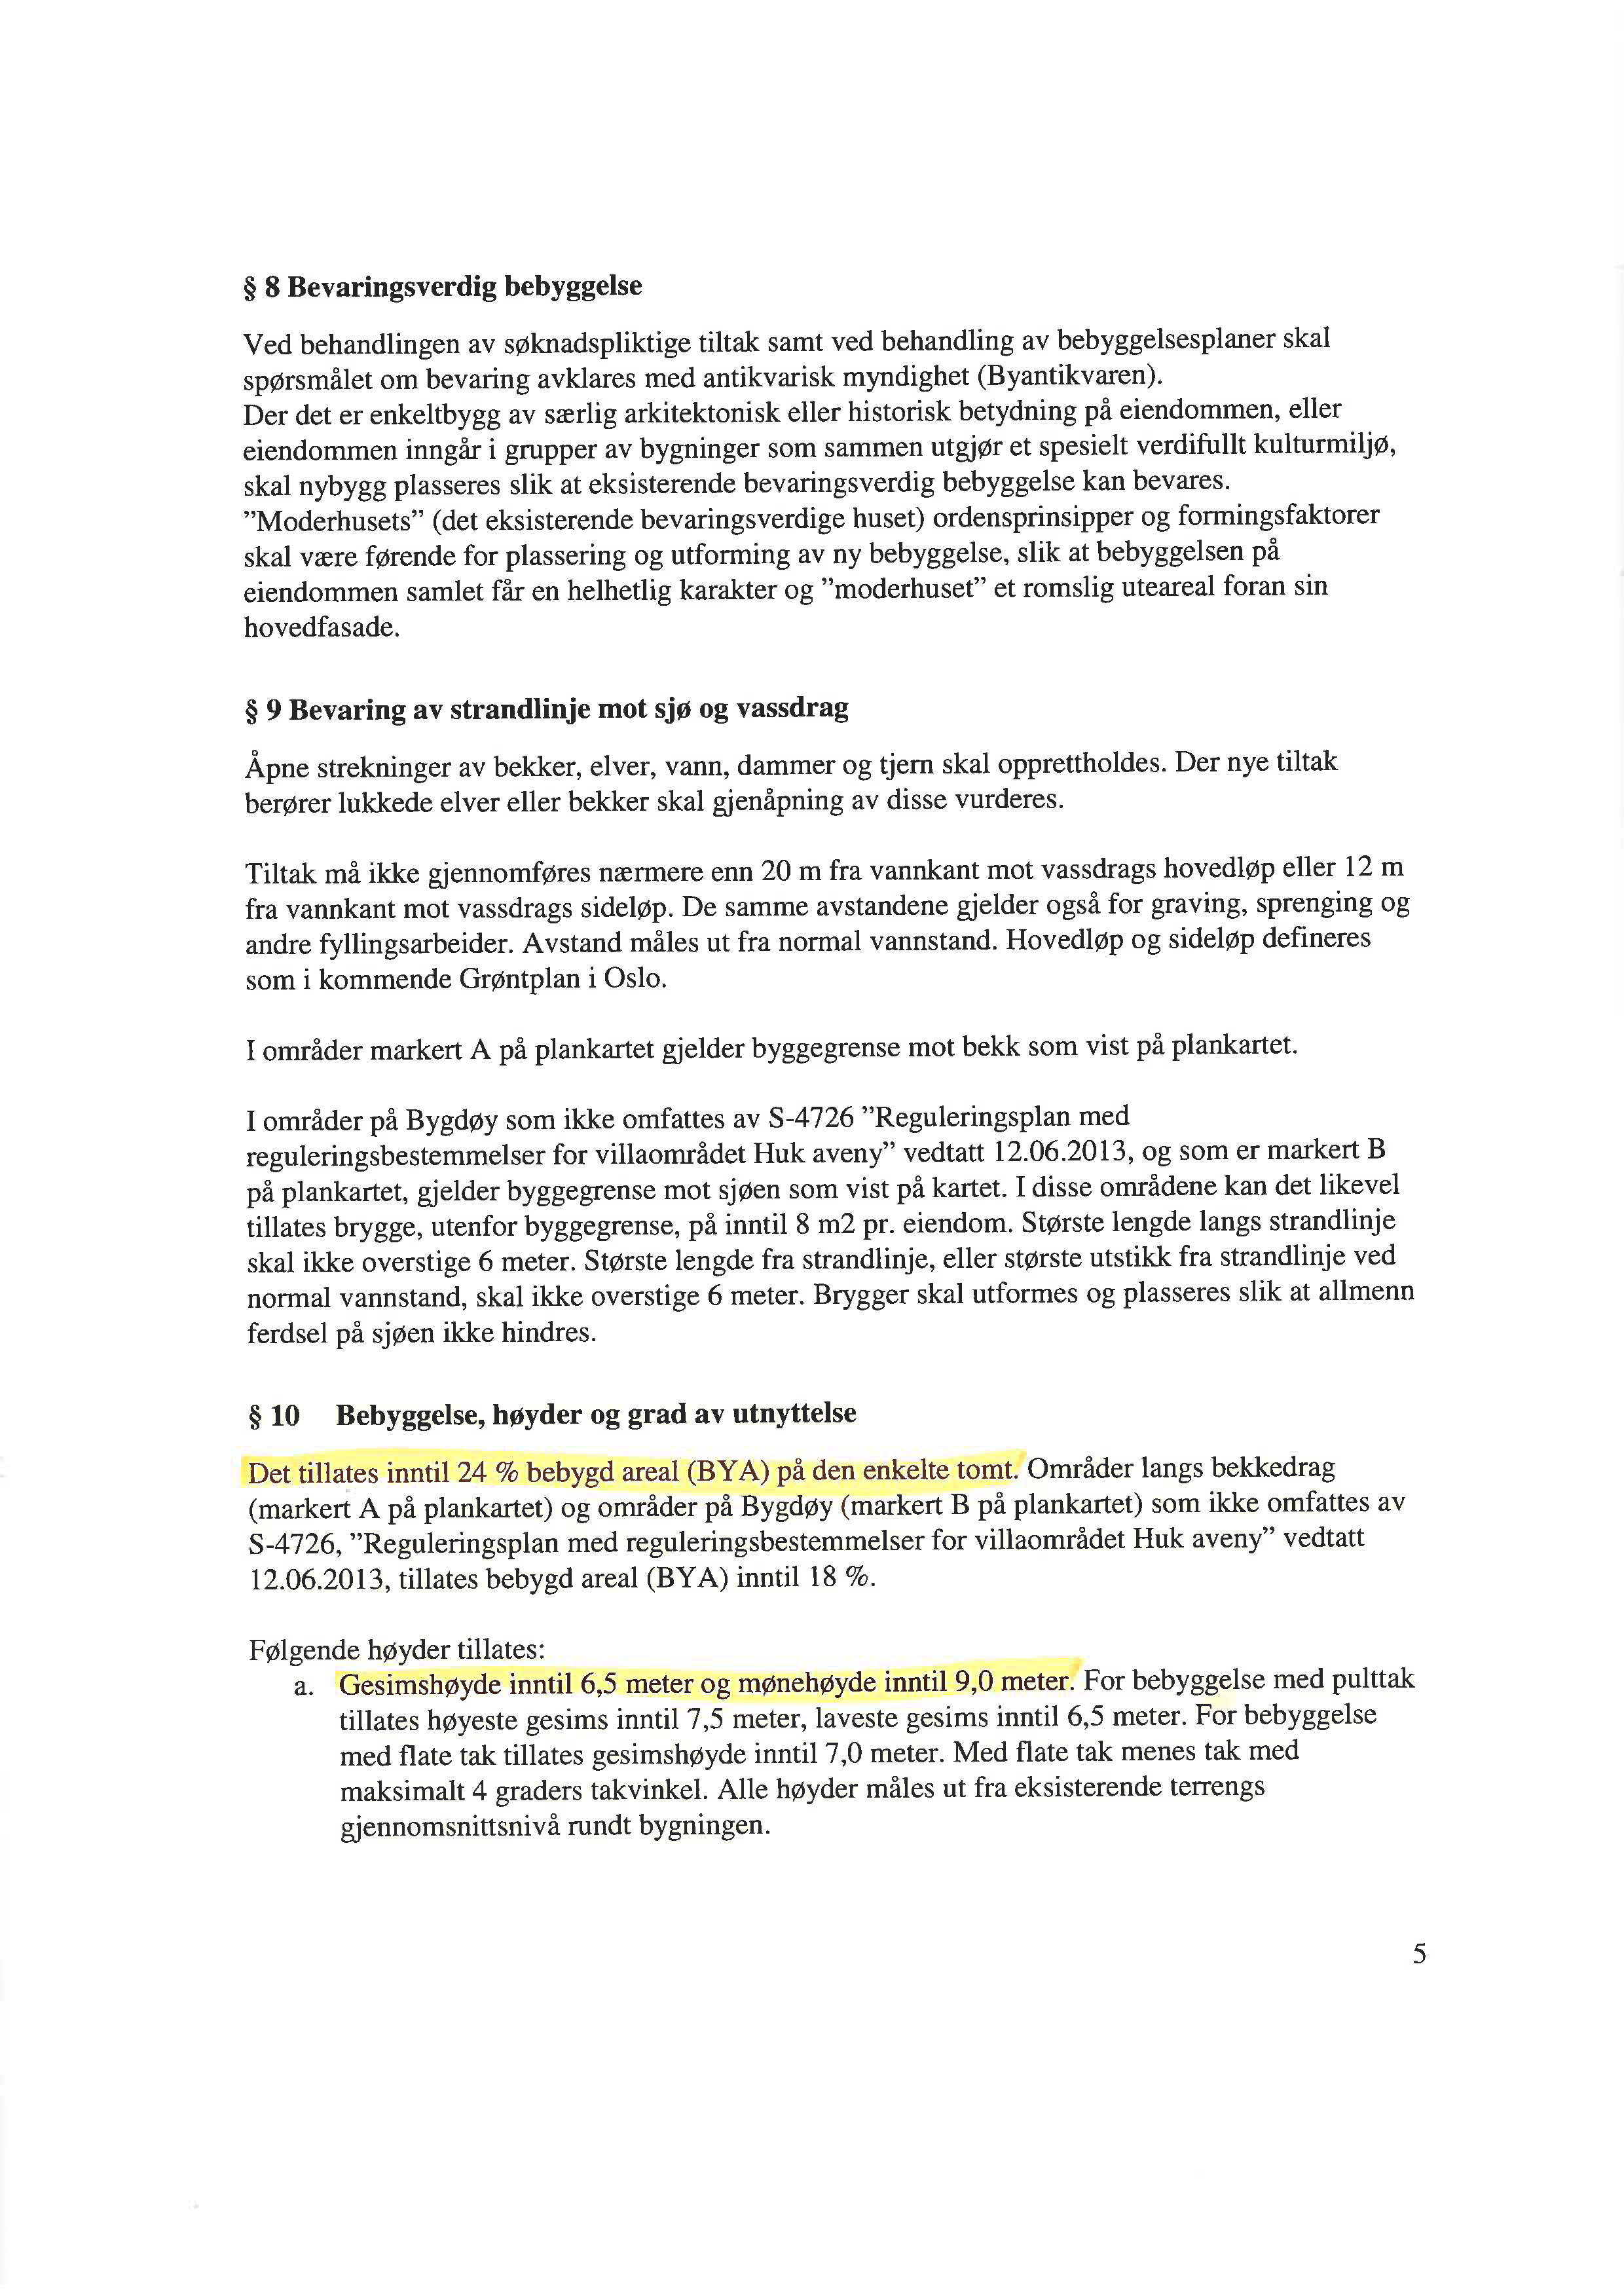 § 8 Bevaringsverdig bebyggelse
Ved behandlingen av søknadspliktige tiltak samt ved behandling av bebyggelsesplaner skal
spørsmålet om bevaring avklares med antikvarisk myndighet (Byantikvaren).
Der det er enkeltbygg av særlig arkitektonisk eller historisk betydning på eiendommen, eller
eiendommen inngår i grupper av bygninger som sammen utgjør et spesielt verdifullt kulturmiljø,
skal nybygg plasseres slik at eksisterende bevaringsverdig bebyggelse kan bevares.
”Moderhusets” (det eksisterende bevaringsverdige huset) ordensprinsipper og formingsfaktorer
skal være førende for plassering og utforming av ny bebyggelse, slik at bebyggelsen på
eiendommen samlet får en helhetlig karakter og ”moderhuset” et romslig uteareal foran sin
hovedfasade.
§ 9 Bevaring av strandlinje mot sjø og vassdrag
Åpne strekninger av bekker, elver, vann, dammer og tjern skal opprettholdes. Der nye tiltak
berører lukkede elver eller bekker skal gjenåpning av disse vurderes.
Tiltak må ikke gjennomføres nærmere enn 20 m fra vannkant mot vassdrags hovedløp eller 12 m
fra vannkant mot vassdrags sideløp. De samme avstandene gjelder også for graving, sprenging og
andre fyllingsarbeider. Avstand måles ut fra normal vannstand. Hovedløp og sideløp defineres
som i kommende Grøntplan i Oslo.
I områder markert A på plankartet gjelder byggegrense mot bekk som vist på plankartet.
I områder på Bygdøy som ikke omfattes av S-4726 ”Reguleringsplan med
reguleringsbestemmelser for villaområdet Huk aveny” vedtatt 12.06.2013, og som er markert B
på plankartet, gjelder byggegrense mot sjøen som vist på kartet. I disse områdene kan det likevel
tillates brygge, utenfor byggegrense, på inntil 8 m2 pr. eiendom. Største lengde langs strandlinje
skal ikke overstige 6 meter. Største lengde fra strandlinje, eller største utstikk fra strandlinje ved
normal vannstand, skal ikke overstige 6 meter. Brygger skal utformes og plasseres slik at allmenn
ferdsel på sjøen ikke hindres.
§ 10 Bebyggelse, høyder og grad av utnyttelse
Det tillates inntil 24 % bebygd areal (BYA) på den enkelte tomt. Områder langs bekkedrag
(markert A på plankartet) og områder på Bygdøy (markert B på plankartet) som ikke omfattes av
S-4726, ”Reguleringsplan med reguleringsbestemmelser for villaområdet Huk aveny” vedtatt
12.06.2013, tillates bebygd areal (BYA) inntil 18 %.
Følgende høyder tillates:
a. Gesimshøyde inntil 6,5 meter og mønehøyde inntil 9,0 meter. For bebyggelse med pulttak
tillates høyeste gesims inntil 7,5 meter, laveste gesims inntil 6,5 meter. For bebyggelse
med flate tak tillates gesimshøyde inntil 7,0 meter. Med flate tak menes tak med
maksimalt 4 graders takvinkel. Alle høyder måles ut fra eksisterende terrengs
gjennomsnittsnivå rundt bygningen.
5